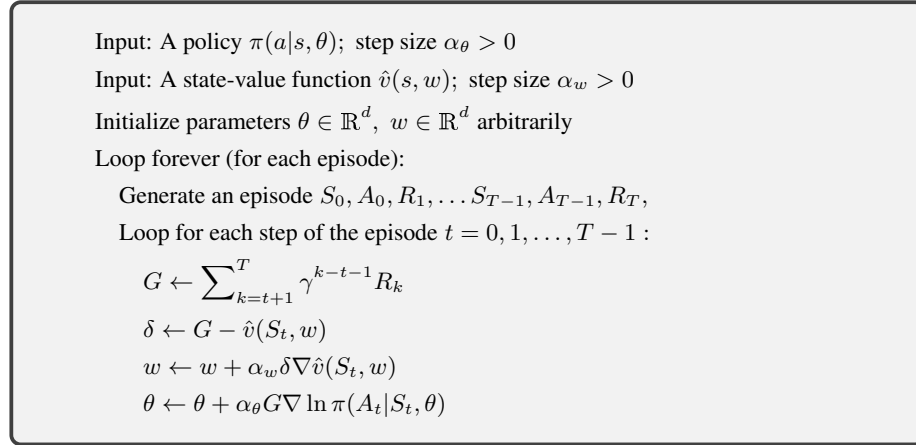 Input: A policy π(a|s, θ); step size α_θ > 0
Input: A state-value function v̂(s, w); step size α_w > 0
Initialize parameters θ ∈ ℝ^d, w ∈ ℝ^d arbitrarily
Loop forever (for each episode):
Generate an episode S_0, A_0, R_1, … S_{T−1}, A_{T−1}, R_T,
Loop for each step of the episode t = 0, 1, …, T − 1 :
G ← ∑_{k=t+1}^{T} γ^{k−t−1} R_k
δ ← G − v̂(S_t, w)
w ← w + α_w δ∇v̂(S_t, w)
θ ← θ + α_θ G∇ ln π(A_t|S_t, θ)